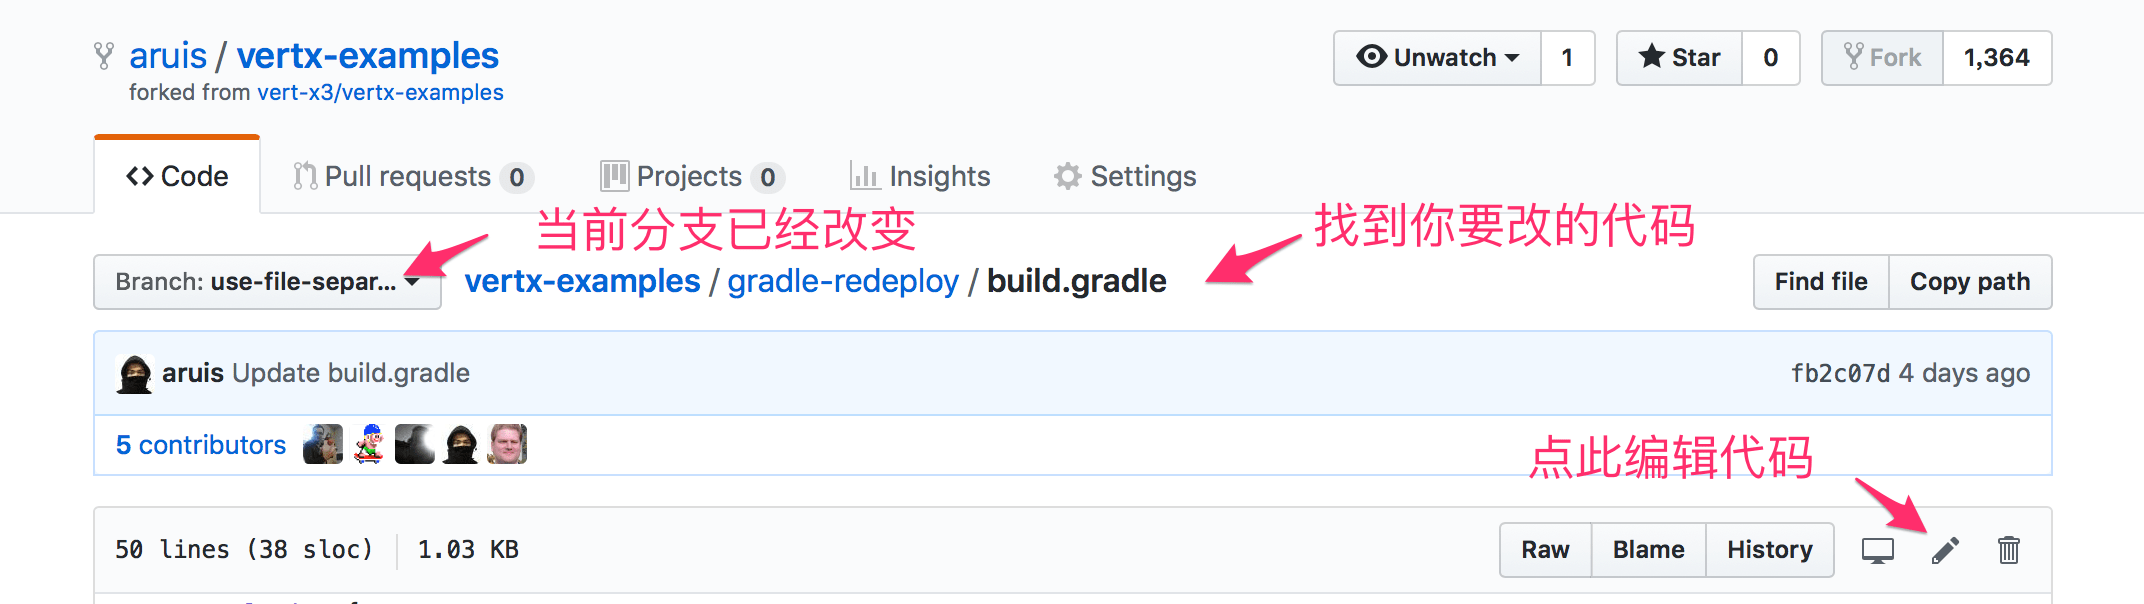 aruis / vertx-examples
forked from vert-x3/vertx-examples
Unwatch 1
Star 0
Fork 1,364
Code
Pull requests 0
Projects 0
Insights
Settings
当前分支已经改变
找到你要改的代码
Branch: use-file-separ...
vertx-examples / gradle-redeploy / build.gradle
Find file
Copy path
aruis Update build.gradle
fb2c07d 4 days ago
5 contributors
点此编辑代码
50 lines (38 sloc) 1.03 KB
Raw
Blame
History